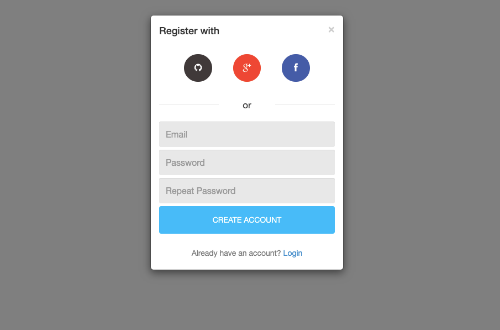 Register with
×
g+
f
or
Email
Password
Repeat Password
CREATE ACCOUNT
Already have an account? Login